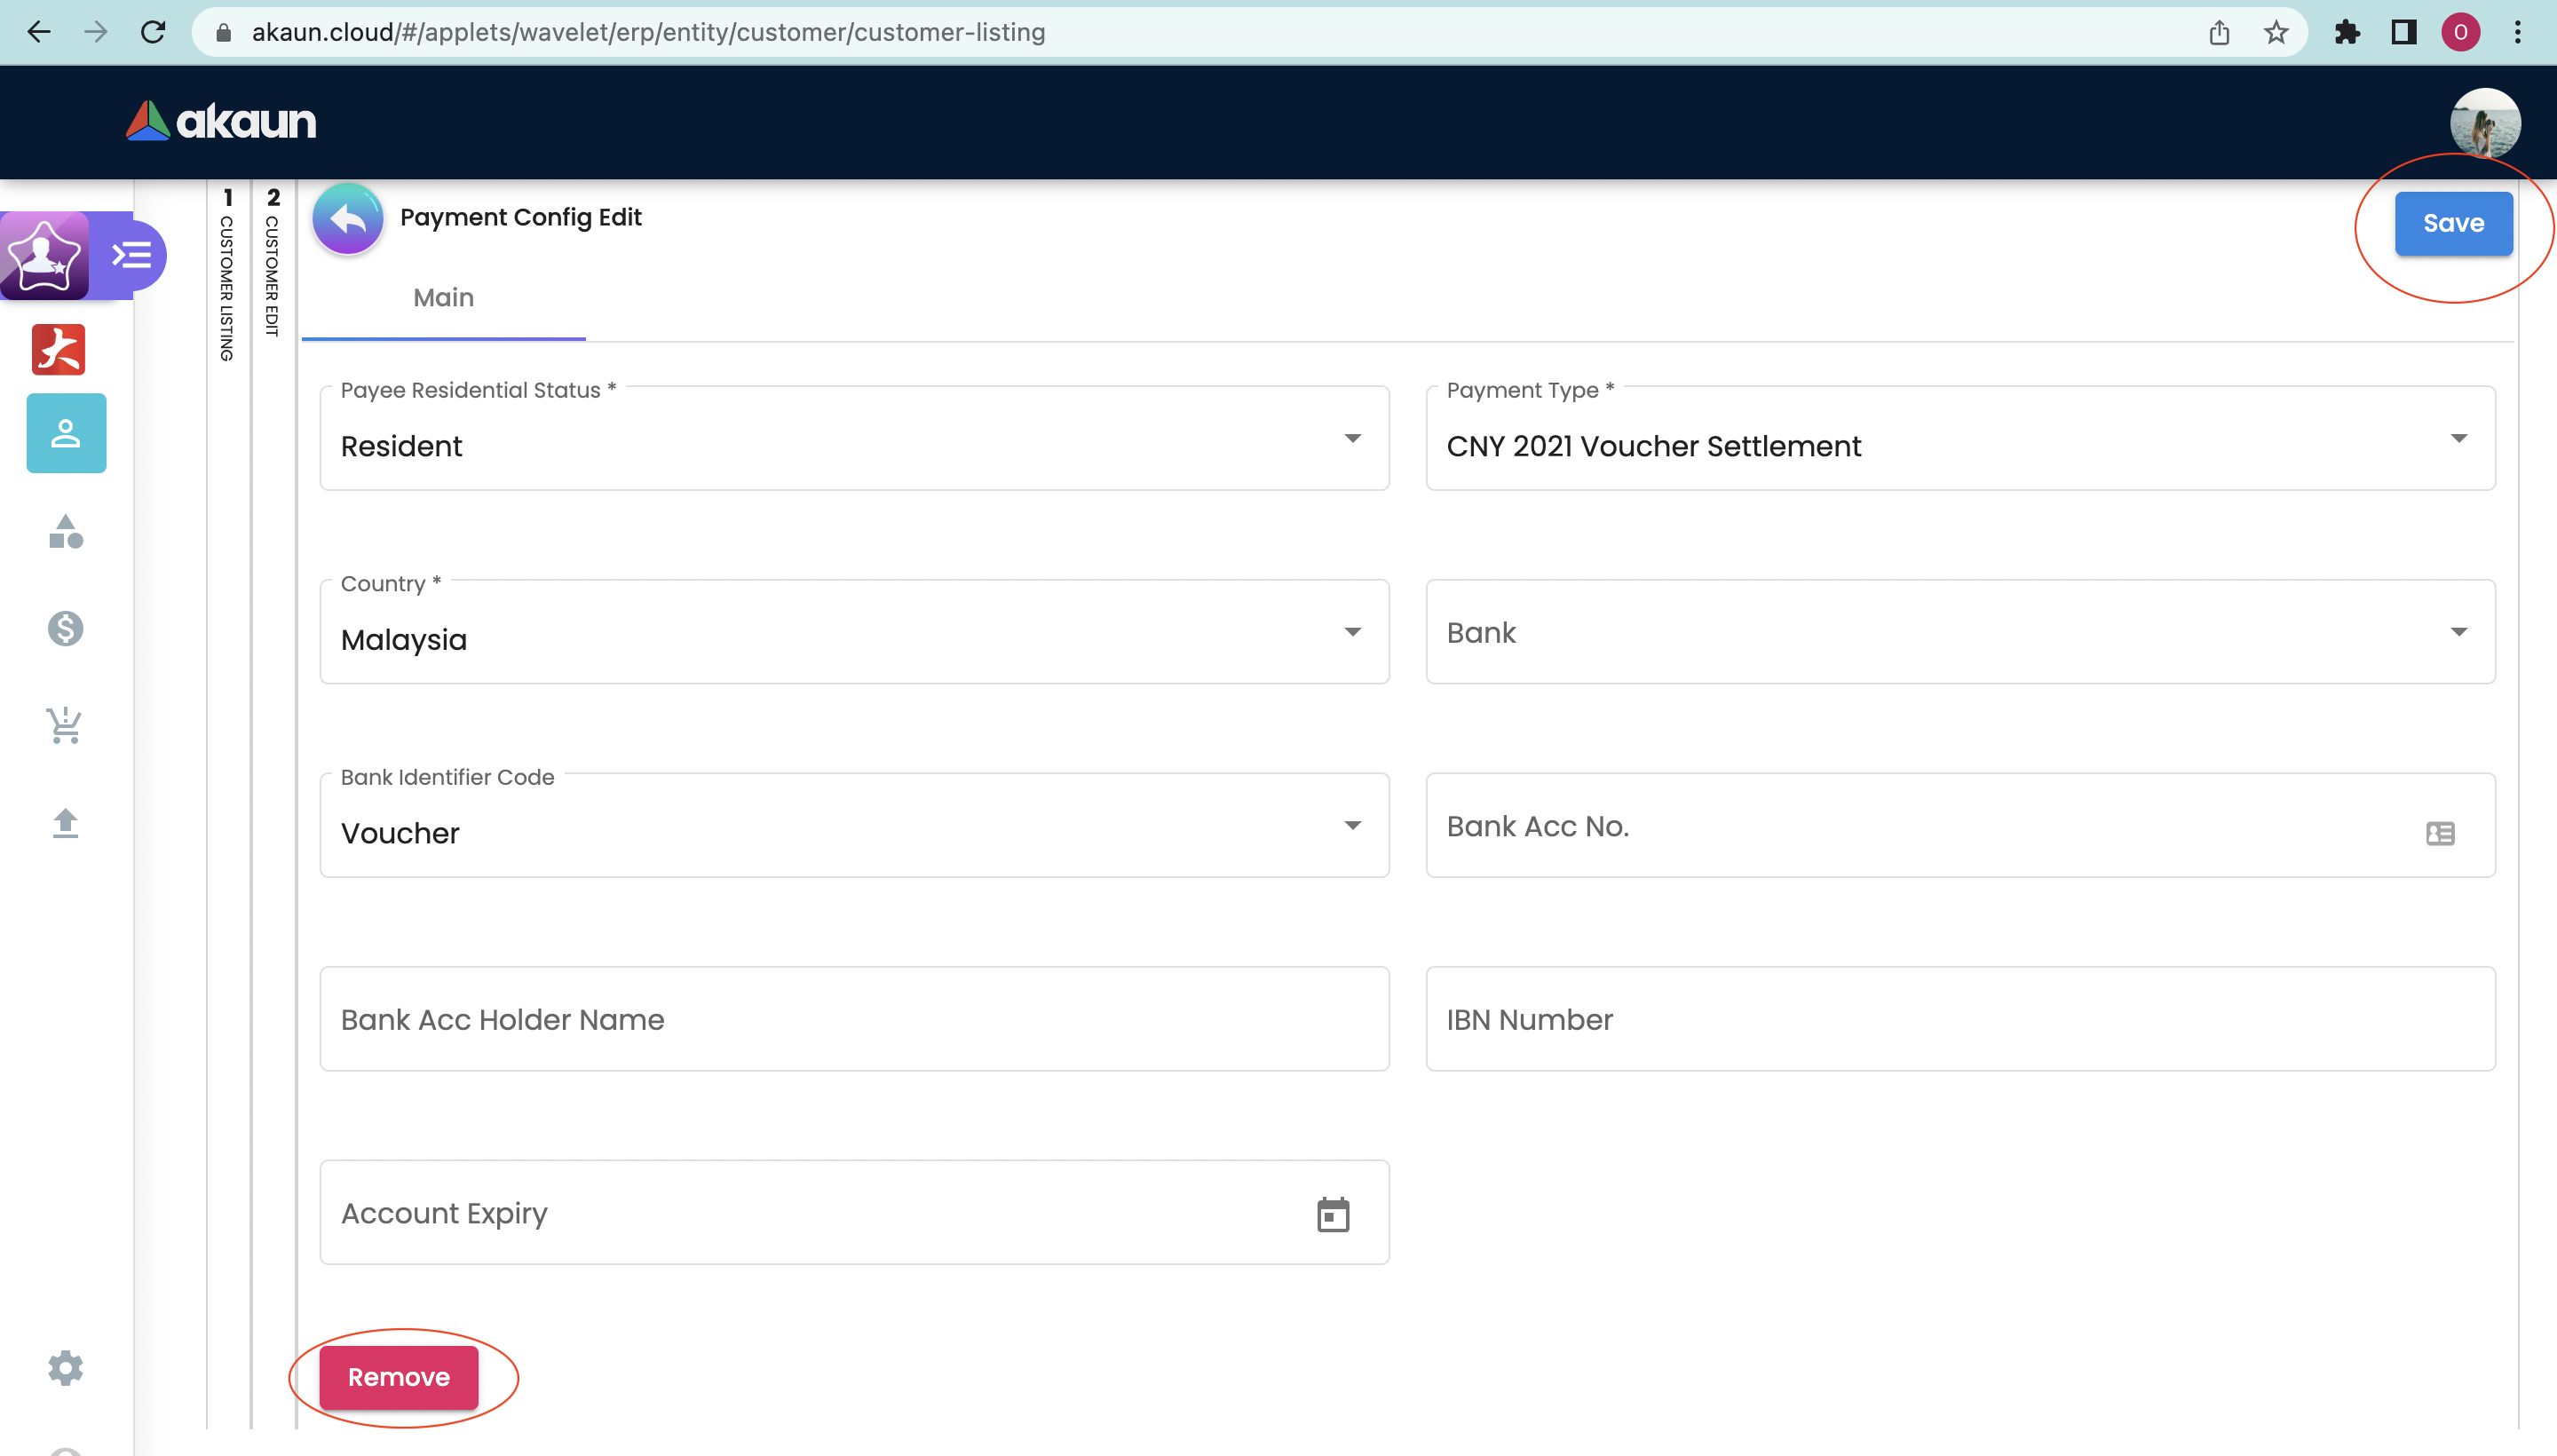 akaun.cloud/#/applets/wavelet/erp/entity/customer/customer-listing
O
akaun
1 CUSTOMER LISTING
2 CUSTOMER EDIT
Payment Config Edit
Save
Main
Payee Residential Status *
Resident
Payment Type *
CNY 2021 Voucher Settlement
Country *
Malaysia
Bank
Bank Identifier Code
Voucher
Bank Acc No.
Bank Acc Holder Name
IBN Number
Account Expiry
Remove